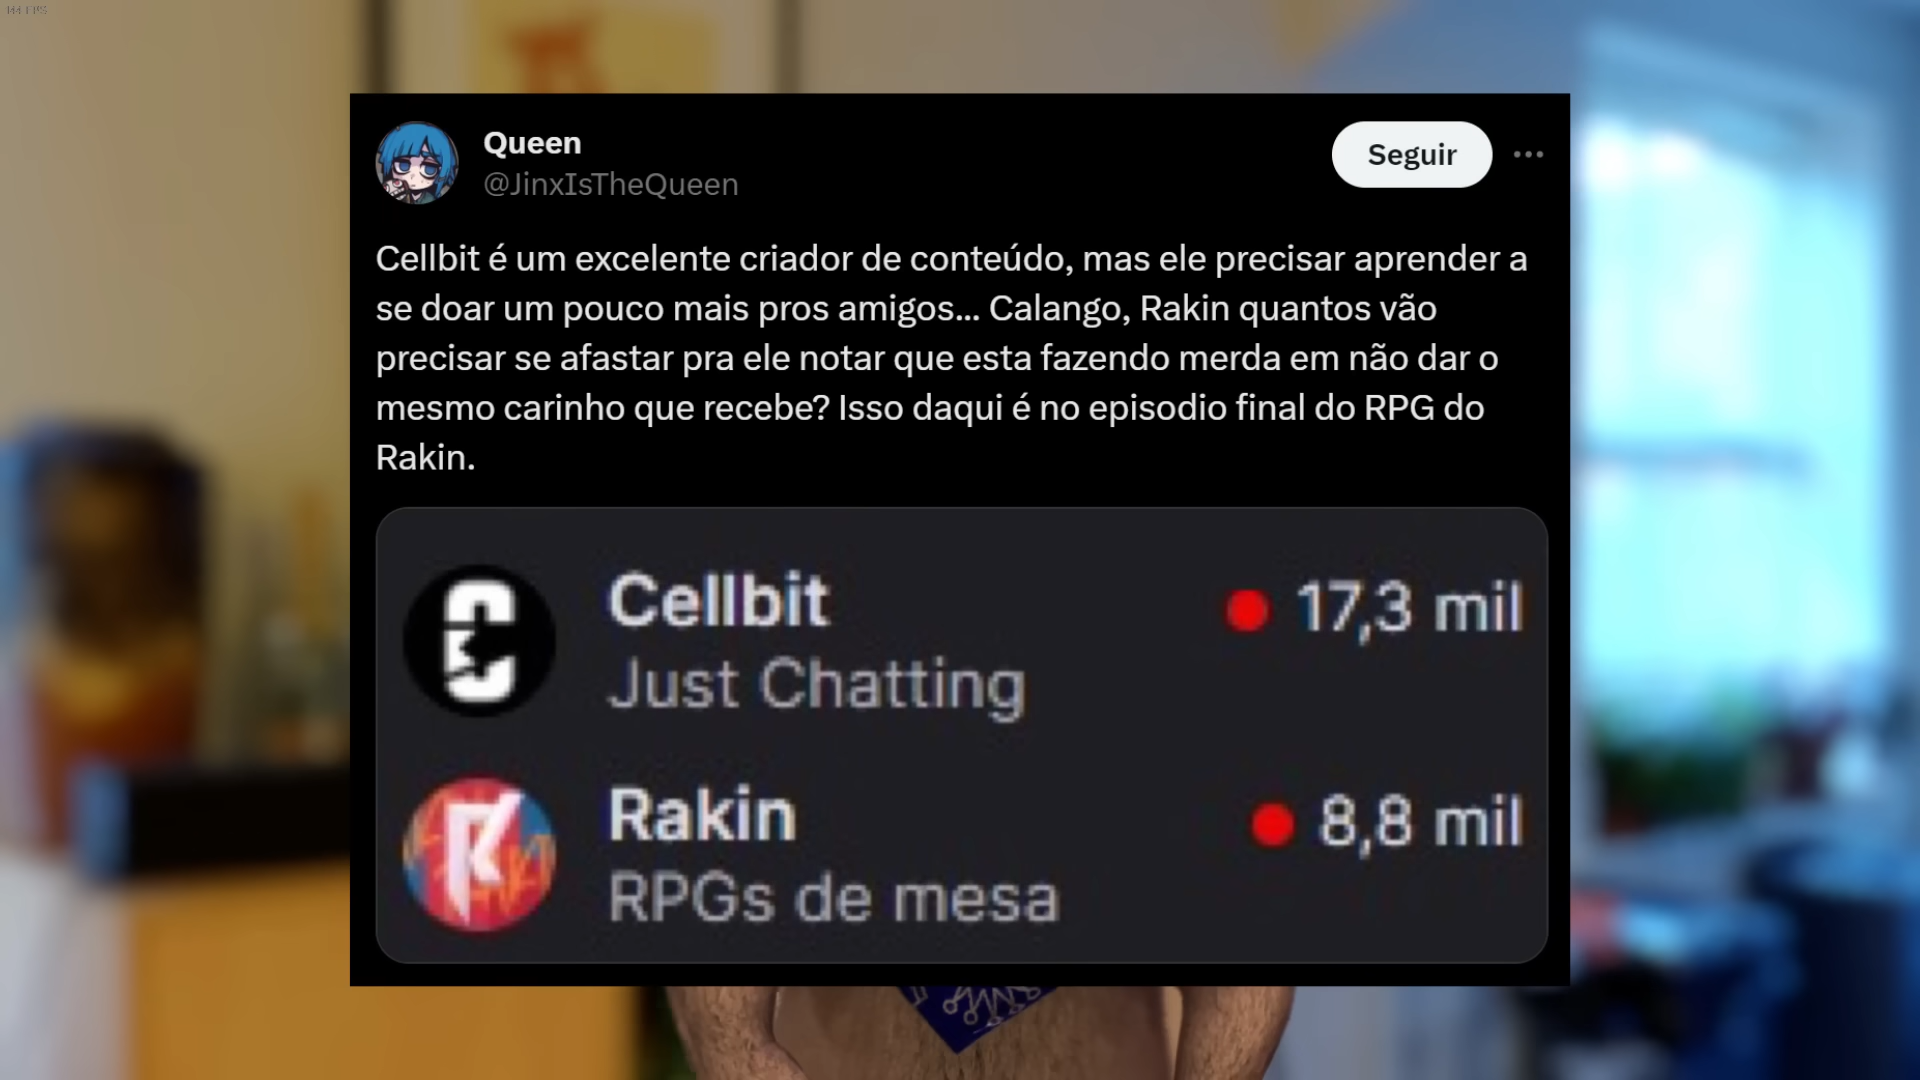 Queen
@JinxIsTheQueen
Seguir
Cellbit é um excelente criador de conteúdo, mas ele precisar aprender a
se doar um pouco mais pros amigos... Calango, Rakin quantos vão
precisar se afastar pra ele notar que esta fazendo merda em não dar o
mesmo carinho que recebe? Isso daqui é no episodio final do RPG do
Rakin.
Cellbit
17,3 mil
Just Chatting
Rakin
8,8 mil
RPGs de mesa